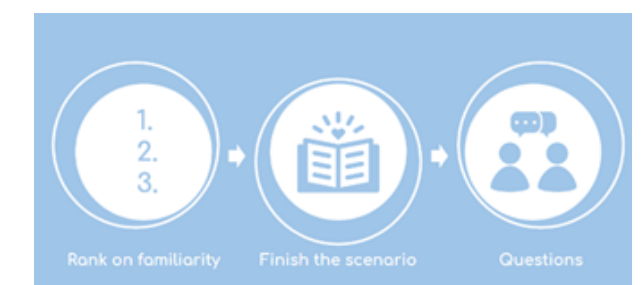 1.
2.
3.
Rank on familiarity
Finish the scenario
Questions